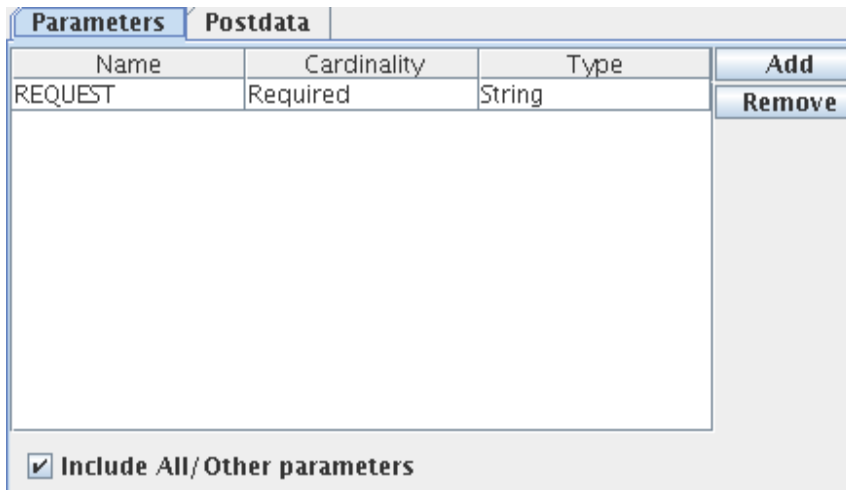 Parameters Postdata
Name Cardinality Type Add
REQUEST Required String Remove
Include All/Other parameters